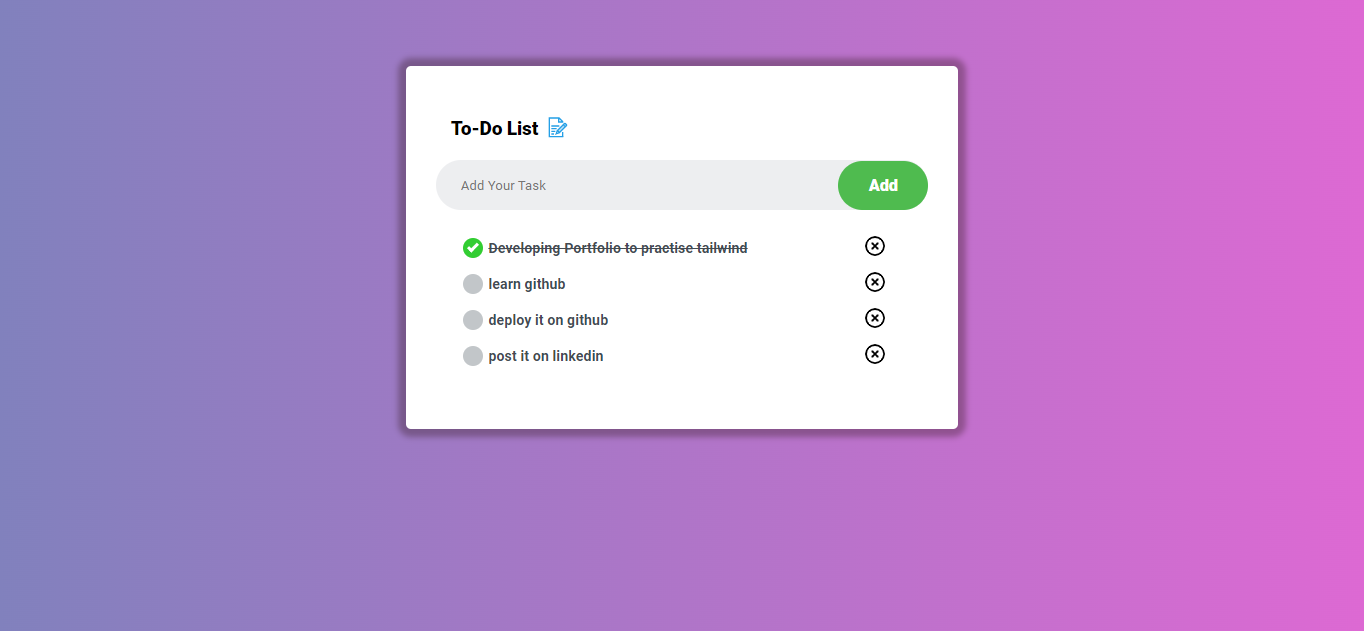 To-Do List
Add Your Task
Add
Developing Portfolio to practise tailwind
learn github
deploy it on github
post it on linkedin